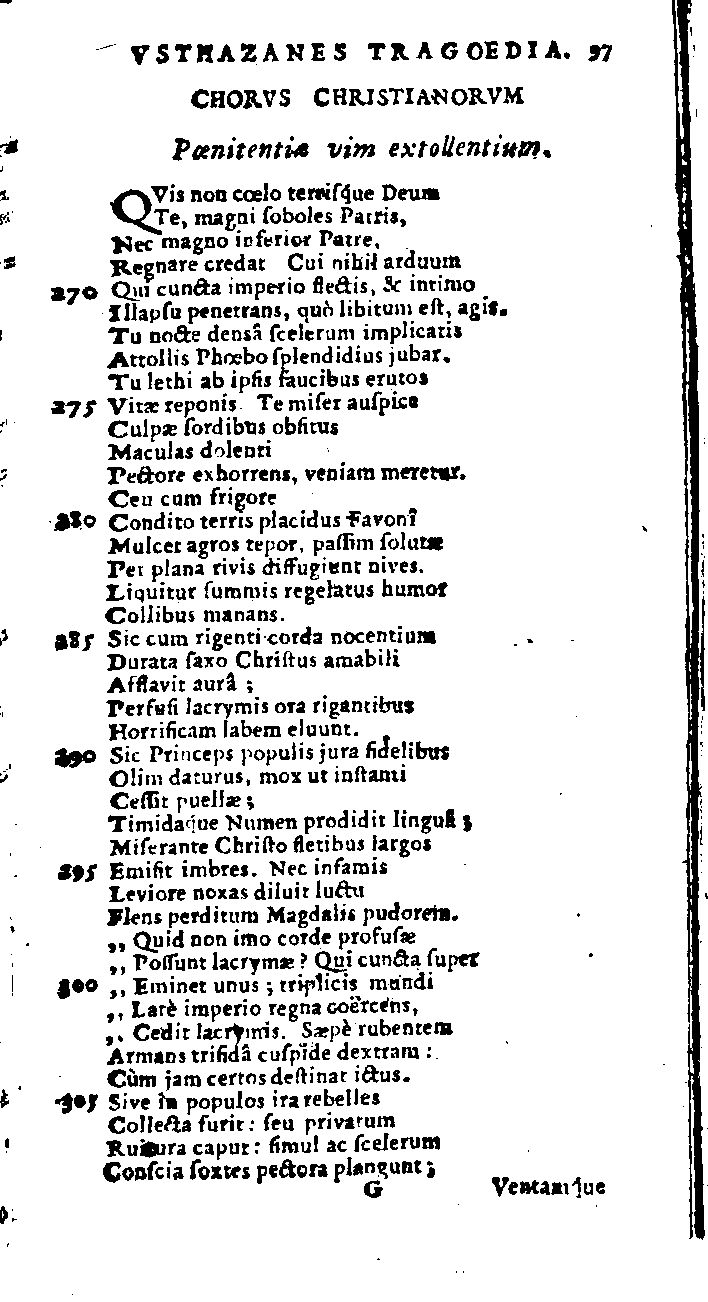 VSTHAZANES TRAGOEDIA. 97
CHORVS CHRISTIANORVM
Pœnitentiæ vim extollentium.
QVis non cœlo terriſque Deum
Te, magni ſoboles Patris,
Nec magno inferior Patre,
Regnare credat Cui nihil arduum
270 Qui cuncta imperio flectis, & intimo
Illapſu penetrans, quò libitum eſt, agis.
Tu nocte densâ ſcelerum implicatis
Attollis Phœbo ſplendidius jubar.
Tu lethi ab ipſis faucibus erutos
275 Vitæ reponis. Te miſer auſpice
Culpæ ſordibus obſitus
Maculas dolenti
Pectore exhorrens, veniam meretur.
Ceu cum frigore
280 Condito terris placidus Favonî
Mulcet agros tepor, paſſim ſolutæ
Per plana rivis diffugiunt nives.
Liquitur ſummis regelatus humor
Collibus manans.
285 Sic cum rigenti corda nocentium
Durata ſaxo Chriſtus amabili
Afflavit aurâ ;
Perfuſi lacrymis ora rigantibus
Horrificam labem eluunt.
290 Sic Princeps populis jura fidelibus
Olim daturus, mox ut inſtanti
Ceſſit puellæ ;
Timidaque Numen prodidit linguâ ;
Miſerante Chriſto fletibus largos
295 Emiſit imbres. Nec infamis
Leviore noxas diluit luctu
Flens perditum Magdalis pudorem.
,, Quid non imo corde profuſæ
,, Poſſunt lacrymæ ? Qui cuncta ſuper
300 ,, Eminet unus ; triplicis mundi
,, Latè imperio regna coërcens,
,, Cedit lacrymis. Sæpè rubentem
Armans trifidâ cuſpide dextram :
Cùm jam certos deſtinat ictus.
305 Sive in populos ira rebelles
Collecta furit : ſeu privatum
Ruitura caput : ſimul ac ſcelerum
Conſcia ſontes pectora plangunt ;
G Ventamque